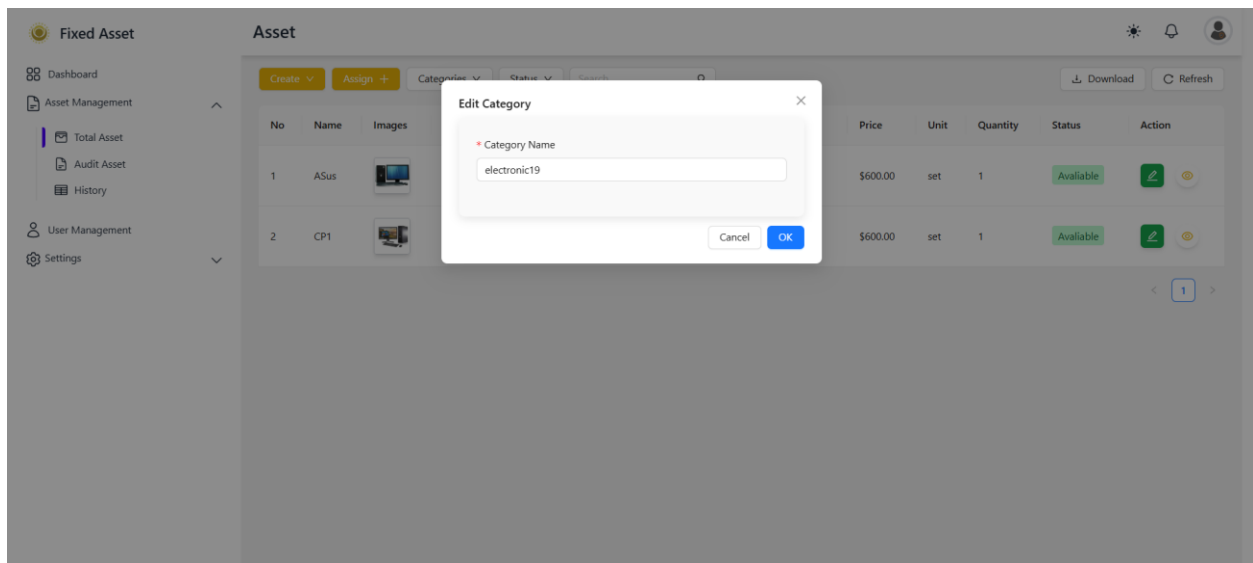 Fixed Asset
Asset
Dashboard
Asset Management
Total Asset
Audit Asset
History
User Management
Settings
Create
Assign +
Categories
Status
Search
Download
Refresh
No Name Images Price Unit Quantity Status Action
1 ASus $600.00 set 1 Avaliable
2 CP1 $600.00 set 1 Avaliable
1
Edit Category
* Category Name
electronic19
Cancel
OK